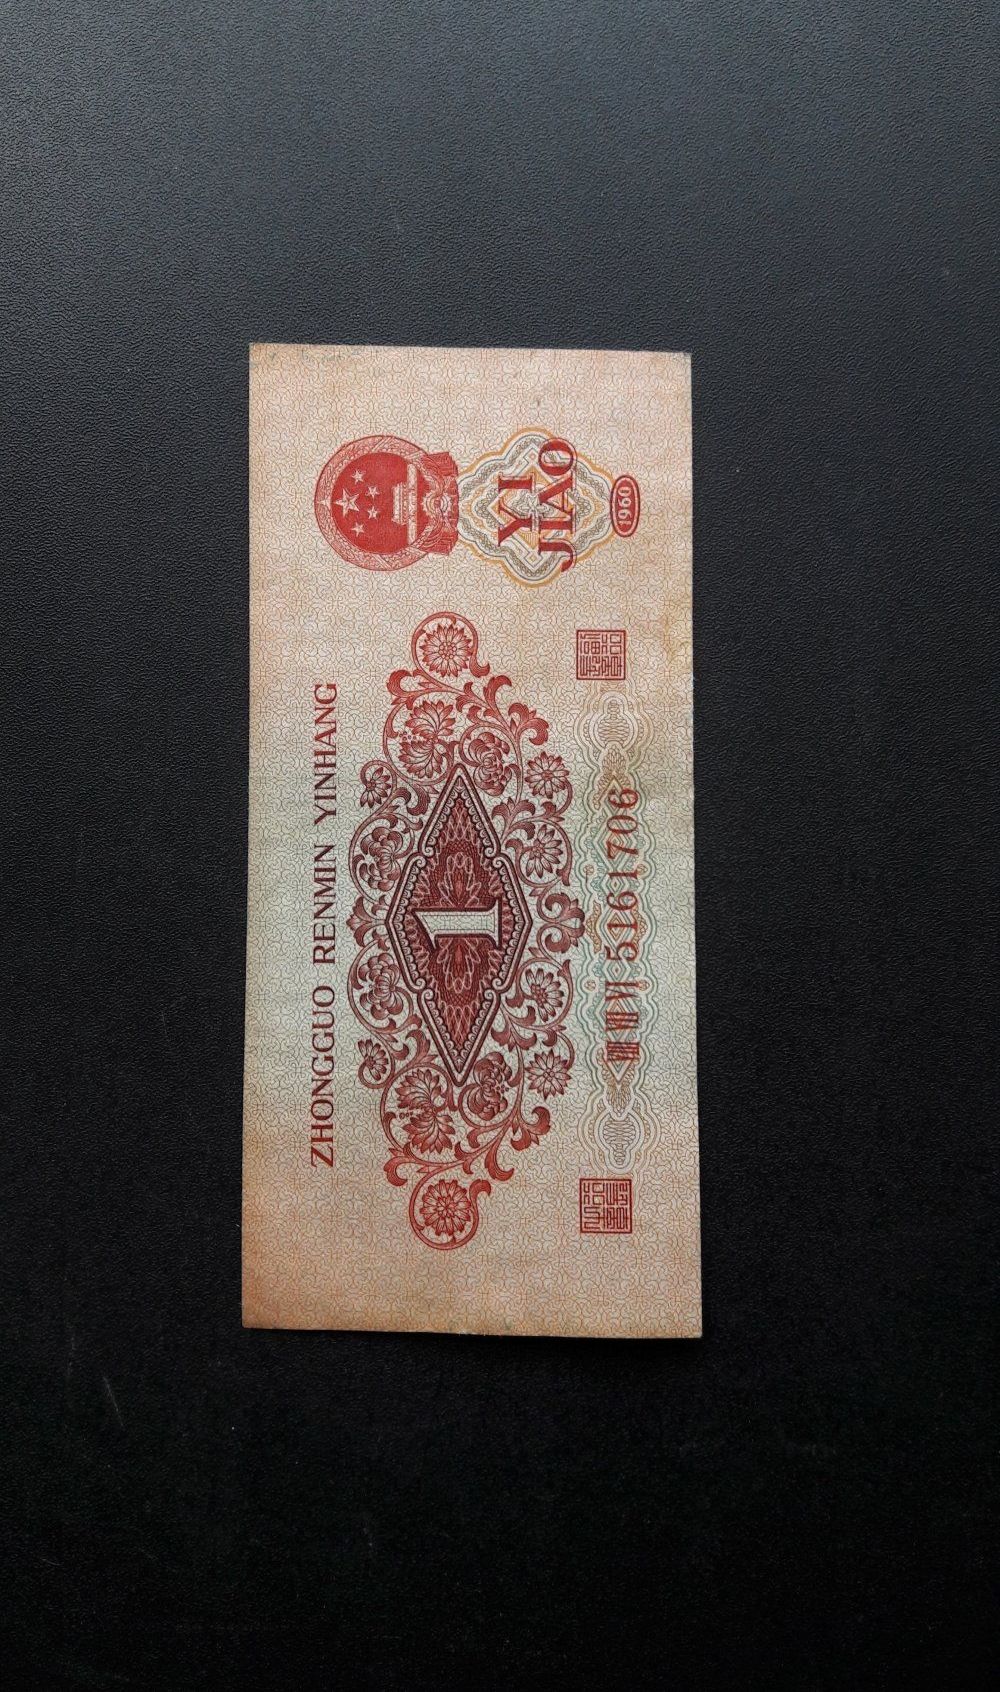 ZHONGGUO RENMIN YINHANG
1
YI
JIAO
1960
5161706